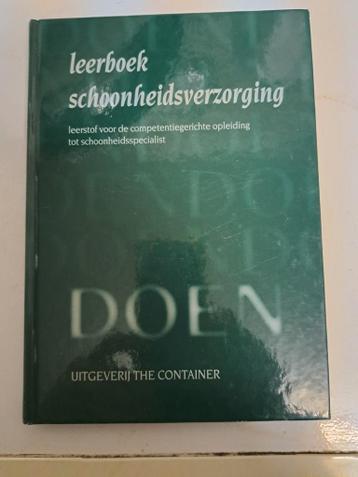 leerboek
schoonheidsverzorging
leerstof voor de competentiegerichte opleiding
tot schoonheidsspecialist
DOEN
UITGEVERIJ THE CONTAINER